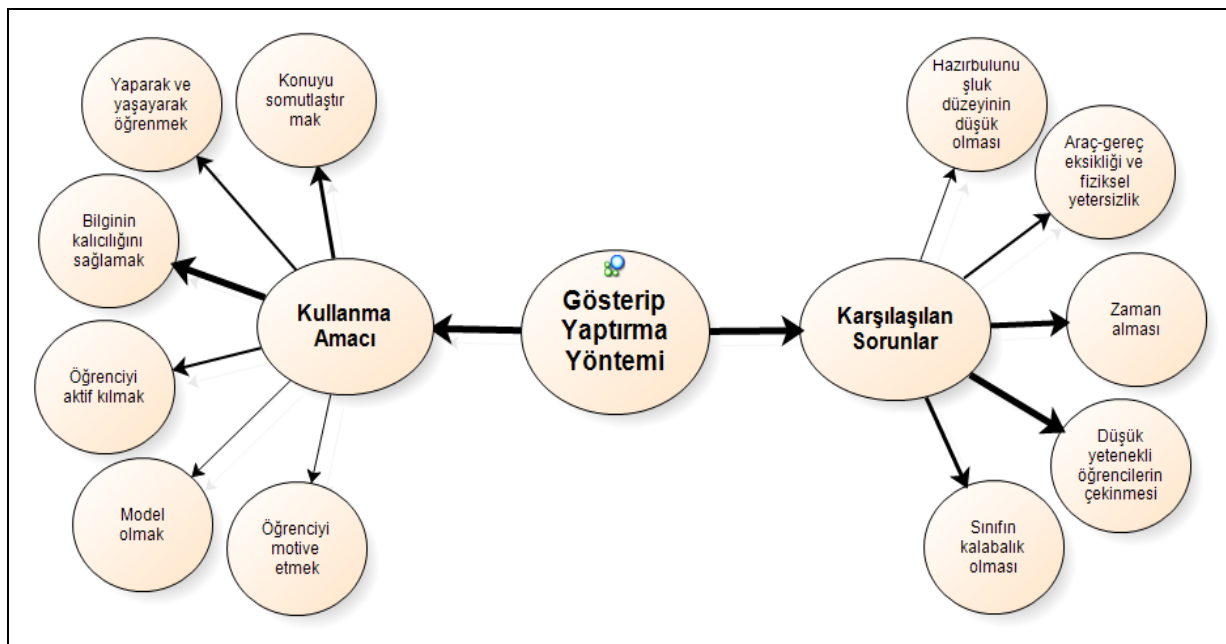 Yaparak ve
yaşayarak
öğrenmek
Konuyu
somutlaştır
mak
Bilginin
kalıcılığını
sağlamak
Öğrenciyi
aktif kılmak
Model
olmak
Öğrenciyi
motive
etmek
Kullanma
Amacı
Gösterip
Yaptırma
Yöntemi
Karşılaşılan
Sorunlar
Hazırbulunu
şluk
düzeyinin
düşük
olması
Araç-gereç
eksikliği ve
fiziksel
yetersizlik
Zaman
alması
Düşük
yetenekli
öğrencilerin
çekinmesi
Sınıfın
kalabalık
olması